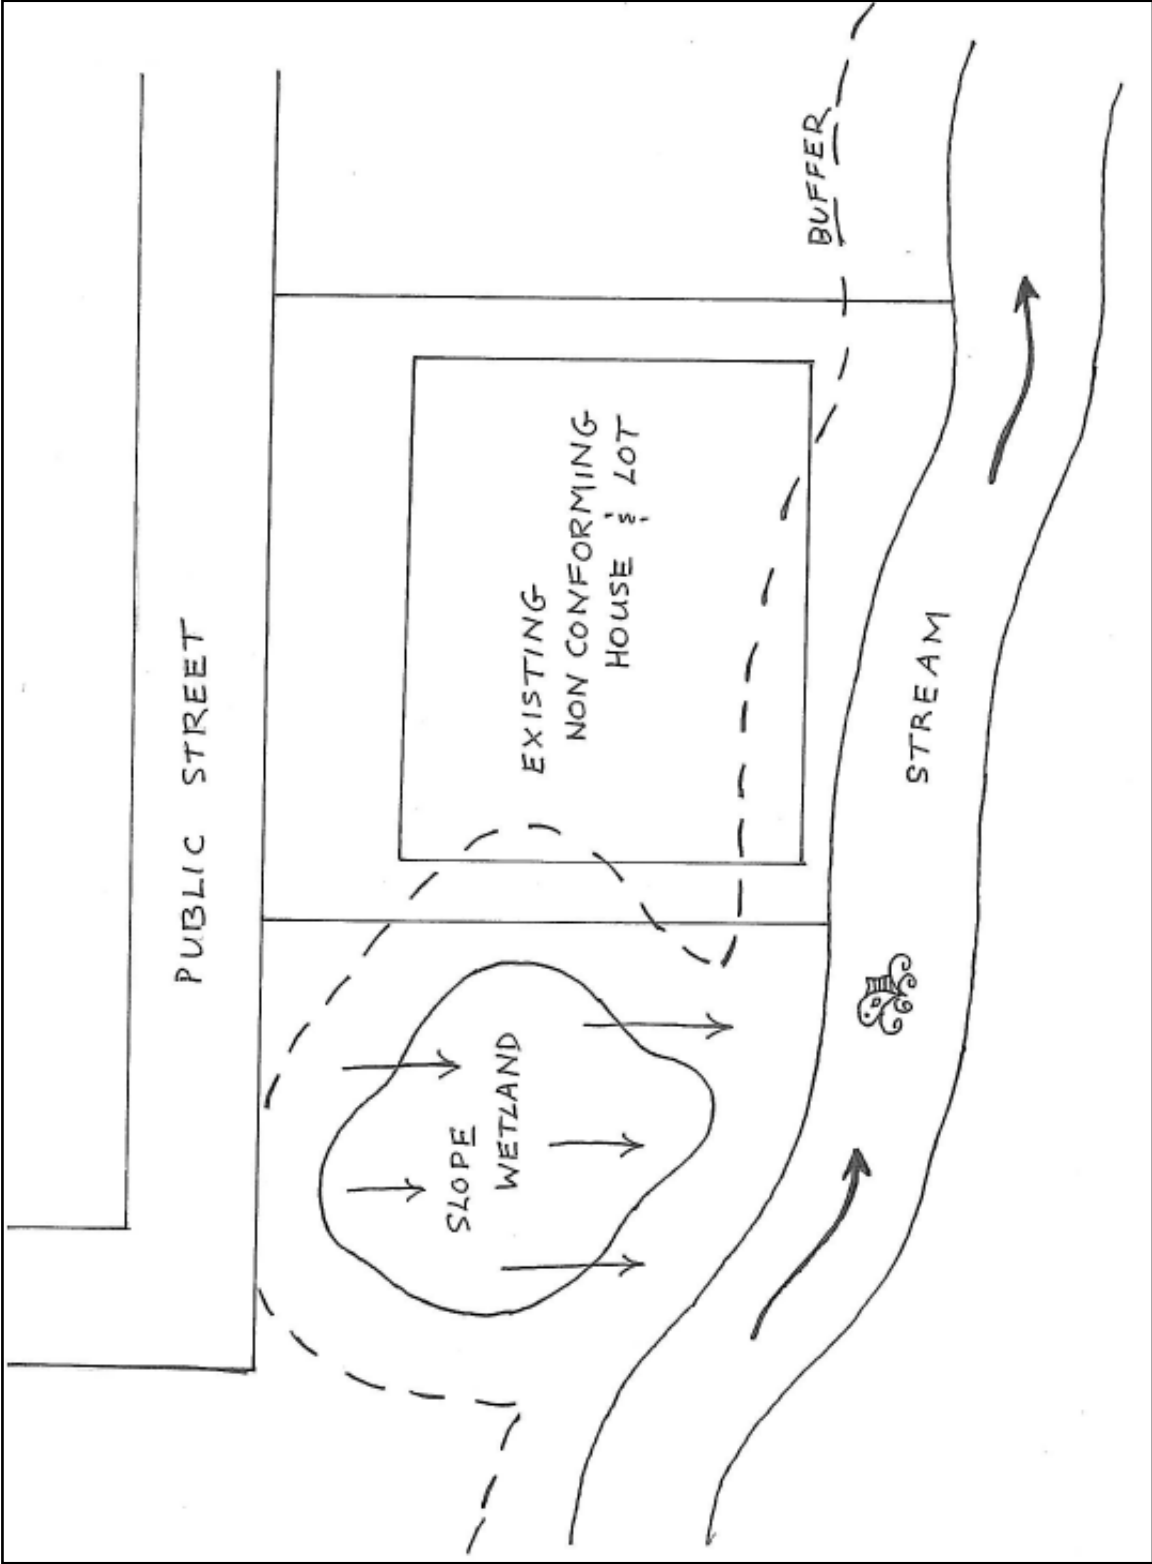 PUBLIC STREET
EXISTING
NON CONFORMING
HOUSE & LOT
BUFFER
SLOPE
WETLAND
STREAM